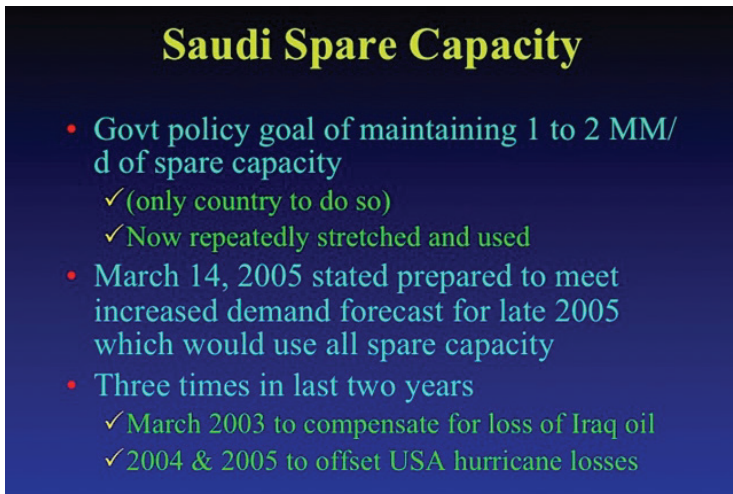 Saudi Spare Capacity
• Govt policy goal of maintaining 1 to 2 MM/
d of spare capacity
✓(only country to do so)
✓Now repeatedly stretched and used
• March 14, 2005 stated prepared to meet
increased demand forecast for late 2005
which would use all spare capacity
• Three times in last two years
✓March 2003 to compensate for loss of Iraq oil
✓2004 & 2005 to offset USA hurricane losses